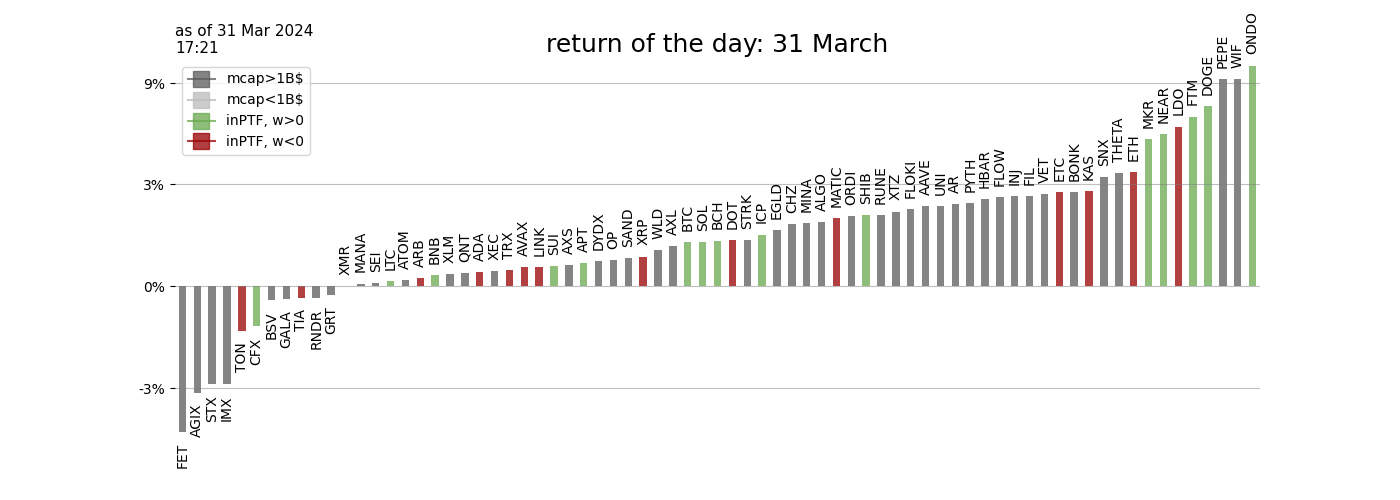 as of 31 Mar 2024
17:21
return of the day: 31 March
mcap>1B$
mcap<1B$
inPTF, w>0
inPTF, w<0
9%
3%
0%
-3%
FET
AGIX
STX
IMX
TON
CFX
BSV
GALA
TIA
RNDR
GRT
XMR
MANA
SEI
LTC
ATOM
ARB
BNB
XLM
QNT
ADA
XEC
TRX
AVAX
LINK
SUI
AXS
APT
DYDX
OP
SAND
XRP
WLD
AXL
BTC
SOL
BCH
DOT
STRK
ICP
EGLD
CHZ
MINA
ALGO
MATIC
ORDI
SHIB
RUNE
XTZ
FLOKI
AAVE
UNI
AR
PYTH
HBAR
FLOW
INJ
FIL
VET
ETC
BONK
KAS
SNX
THETA
ETH
MKR
NEAR
LDO
FTM
DOGE
PEPE
WIF
ONDO